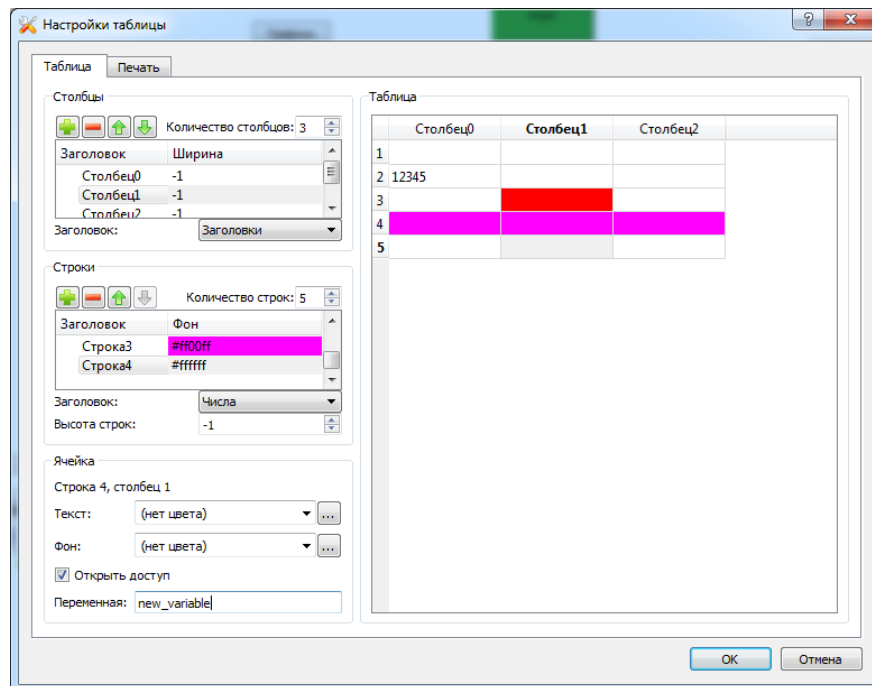 Настройки таблицы
Таблица
Печать
Столбцы
Количество столбцов: 3
Заголовок Ширина
Столбец0 -1
Столбец1 -1
Столбец2 -1
Заголовок: Заголовки
Строки
Количество строк: 5
Заголовок Фон
Строка3 #ff00ff
Строка4 #ffffff
Заголовок: Числа
Высота строк: -1
Ячейка
Строка 4, столбец 1
Текст: (нет цвета) ...
Фон: (нет цвета) ...
Открыть доступ
Переменная: new_variable
Таблица
Столбец0 Столбец1 Столбец2
1
2 12345
3
4
5
OK
Отмена